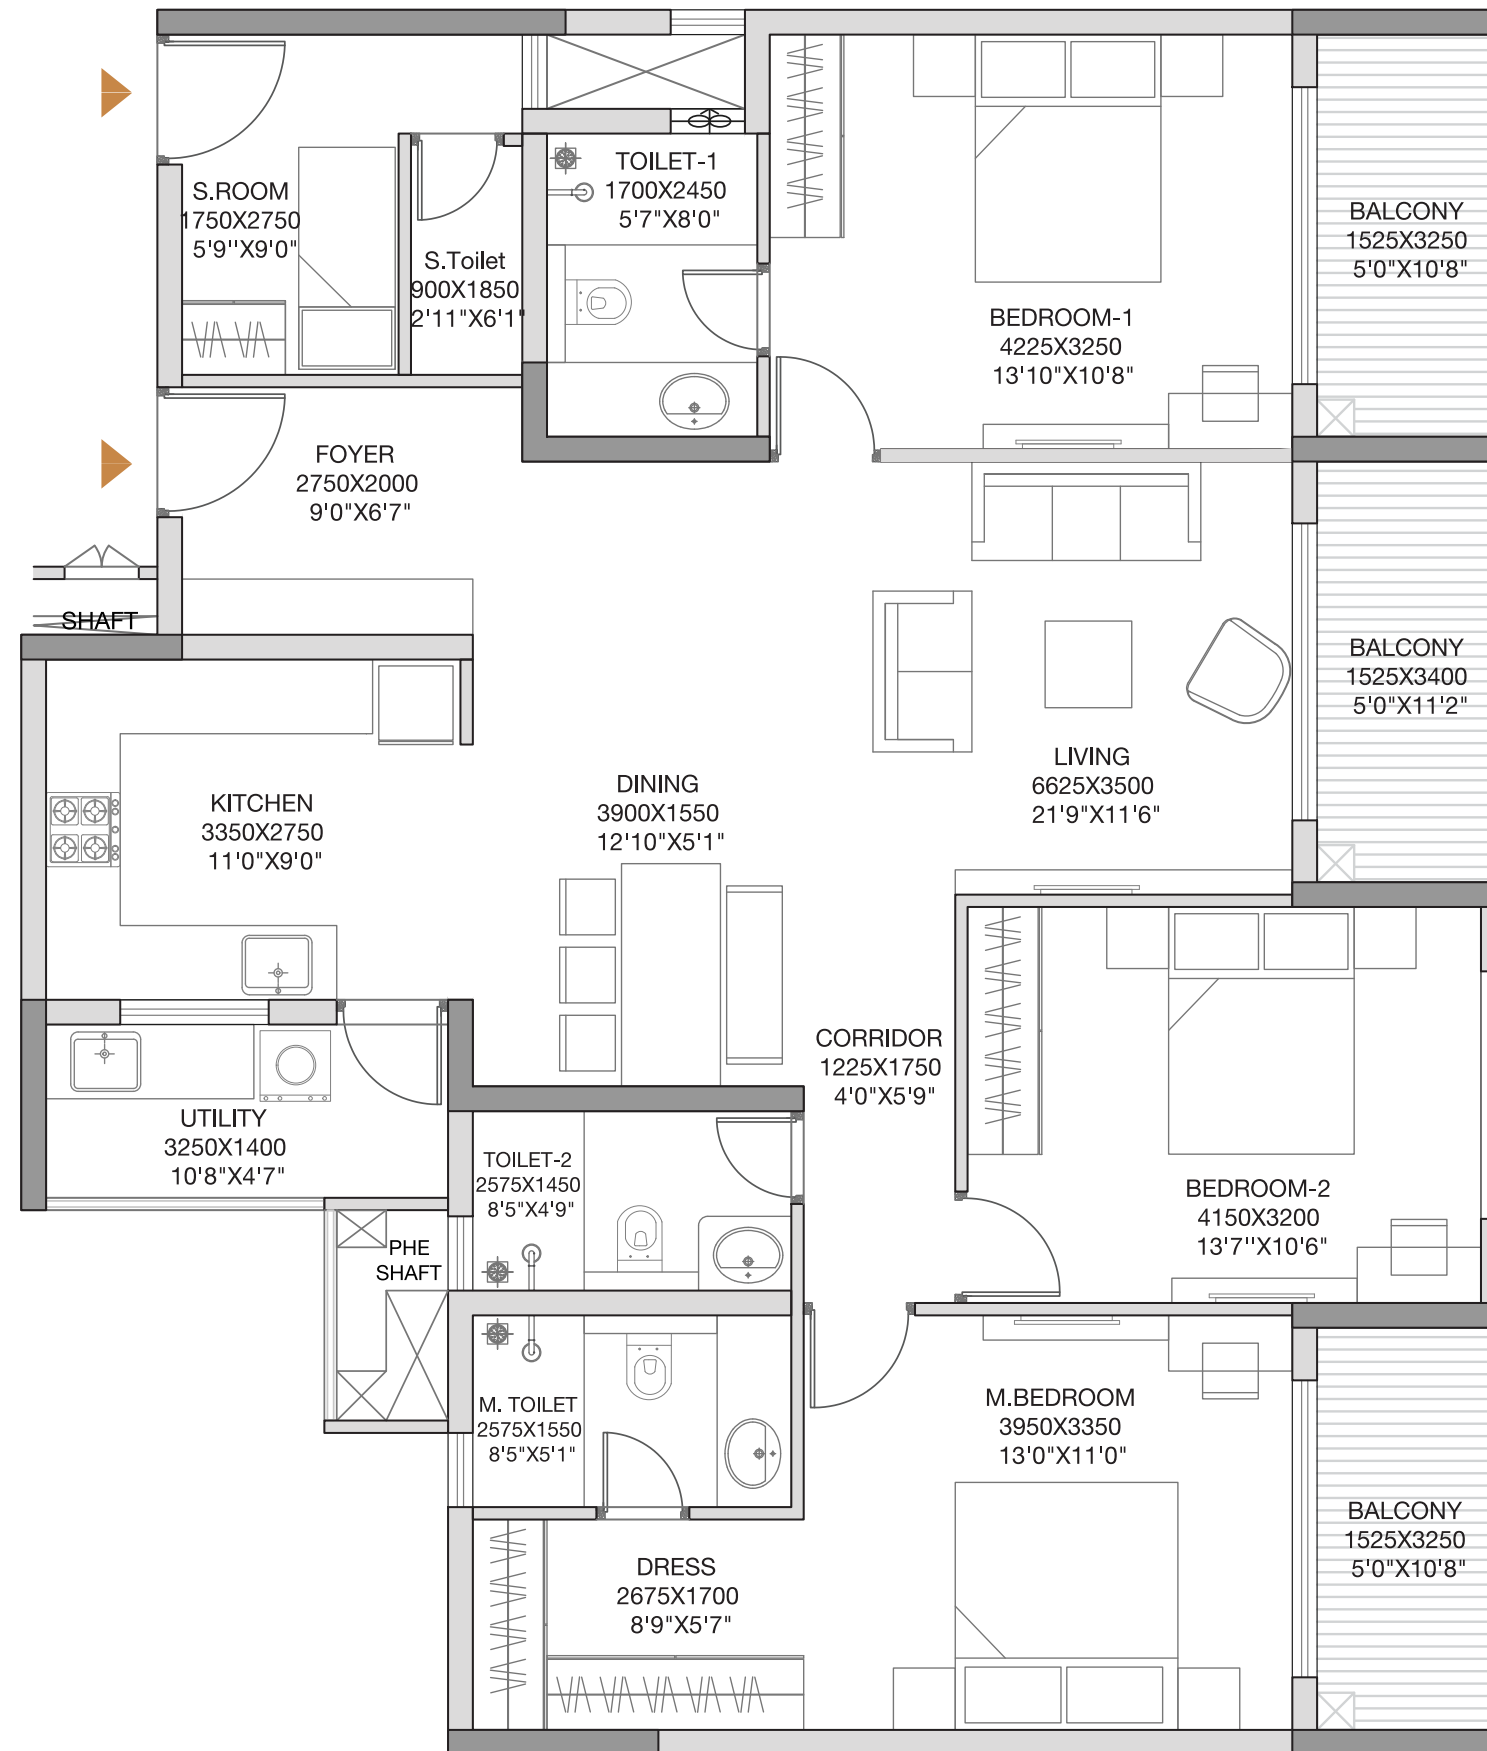 S.ROOM
1750X2750
5'9''X9'0"
S.Toilet
900X1850
2'11"X6'1"
TOILET-1
1700X2450
5'7"X8'0"
BEDROOM-1
4225X3250
13'10"X10'8"
BALCONY
1525X3250
5'0"X10'8"
FOYER
2750X2000
9'0"X6'7"
SHAFT
KITCHEN
3350X2750
11'0"X9'0"
DINING
3900X1550
12'10"X5'1"
LIVING
6625X3500
21'9"X11'6"
BALCONY
1525X3400
5'0"X11'2"
CORRIDOR
1225X1750
4'0"X5'9"
UTILITY
3250X1400
10'8"X4'7"
TOILET-2
2575X1450
8'5"X4'9"
BEDROOM-2
4150X3200
13'7''X10'6"
PHE
SHAFT
M. TOILET
2575X1550
8'5"X5'1"
M.BEDROOM
3950X3350
13'0"X11'0"
DRESS
2675X1700
8'9"X5'7"
BALCONY
1525X3250
5'0"X10'8"